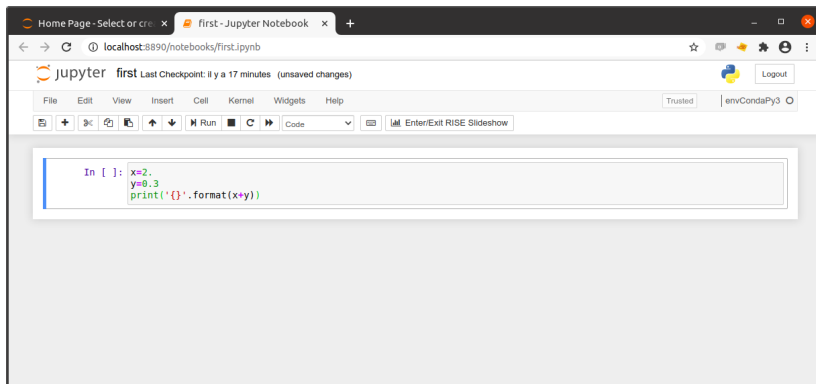 Home Page - Select or cre
first - Jupyter Notebook
localhost:8890/notebooks/first.ipynb
jupyter first Last Checkpoint: il y a 17 minutes (unsaved changes)
Logout
File Edit View Insert Cell Kernel Widgets Help
Trusted
envCondaPy3
Run
Code
Enter/Exit RISE Slideshow
In [ ]: x=2.
y=0.3
print('{}'.format(x+y))